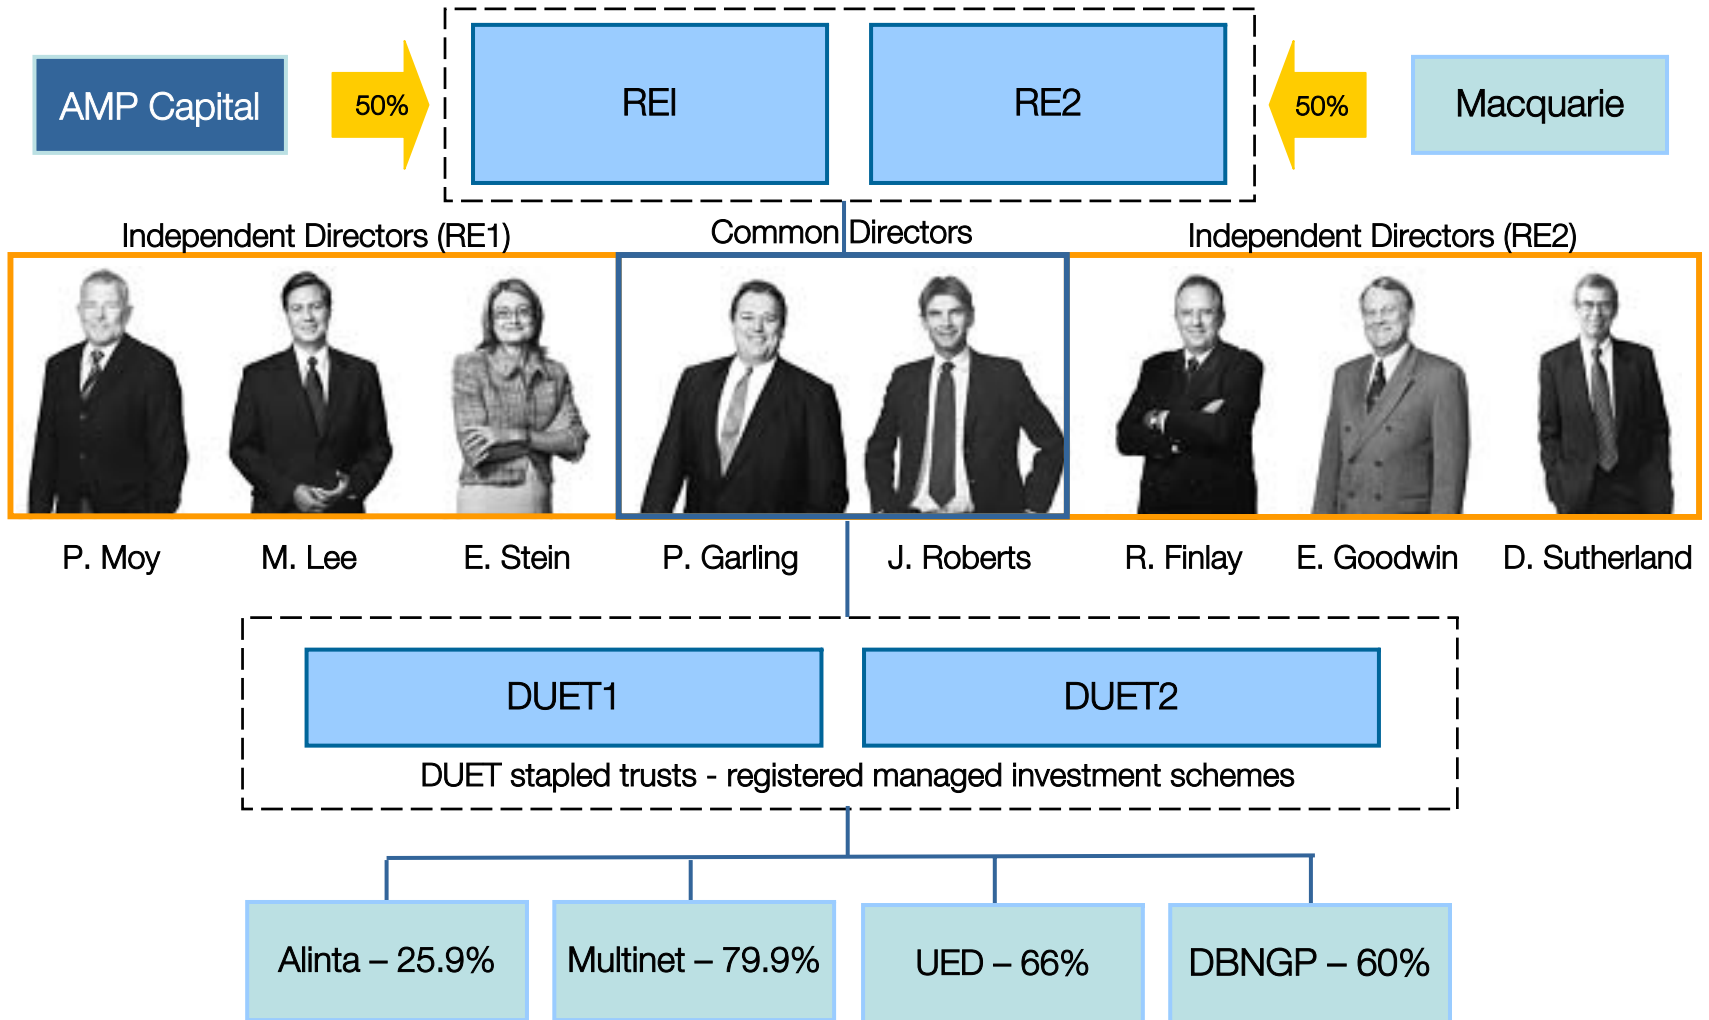 AMP Capital
50%
REI
RE2
50%
Macquarie
Independent Directors (RE1)
Common Directors
Independent Directors (RE2)
P. Moy
M. Lee
E. Stein
P. Garling
J. Roberts
R. Finlay
E. Goodwin
D. Sutherland
DUET1
DUET2
DUET stapled trusts - registered managed investment schemes
Alinta – 25.9%
Multinet – 79.9%
UED – 66%
DBNGP – 60%